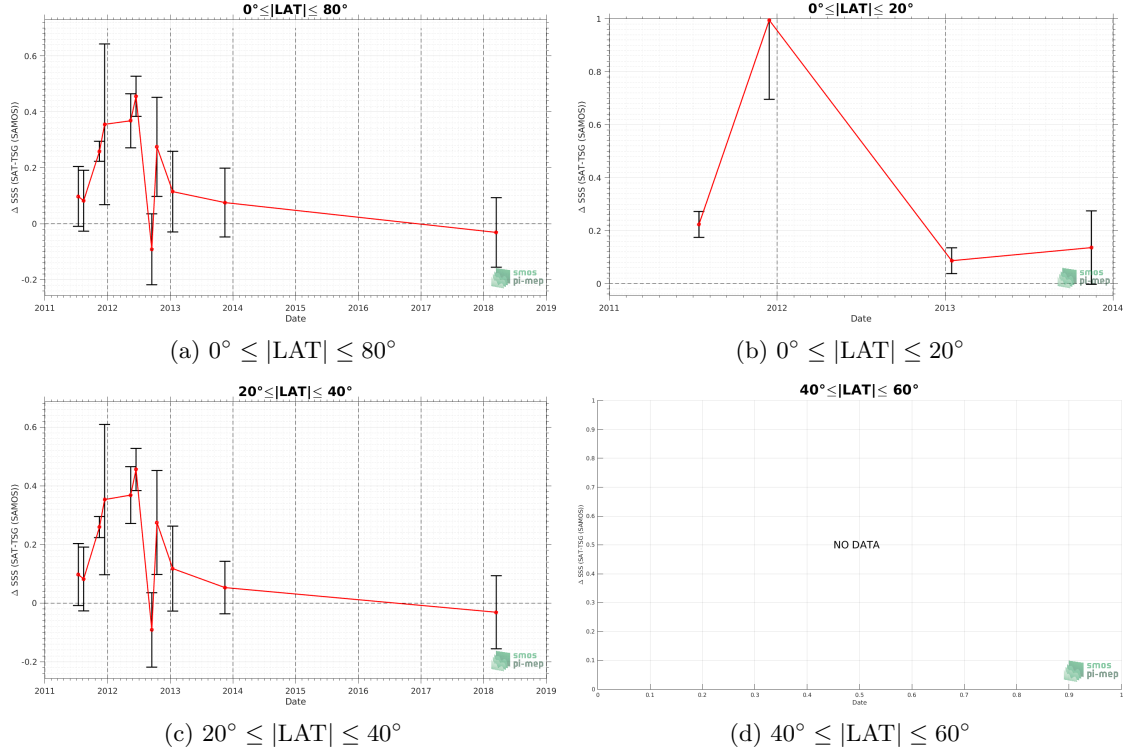 0°≤|LAT|≤ 80°
Δ SSS (SAT-TSG (SAMOS))
0.6
0.4
0.2
0
-0.2
2011 2012 2013 2014 2015 2016 2017 2018 2019
Date
smos
pi-mep
(a) 0° ≤ |LAT| ≤ 80°
0°≤|LAT|≤ 20°
Δ SSS (SAT-TSG (SAMOS))
1
0.8
0.6
0.4
0.2
0
2011 2012 2013 2014
Date
smos
pi-mep
(b) 0° ≤ |LAT| ≤ 20°
20°≤|LAT|≤ 40°
Δ SSS (SAT-TSG (SAMOS))
0.6
0.4
0.2
0
-0.2
2011 2012 2013 2014 2015 2016 2017 2018 2019
Date
smos
pi-mep
(c) 20° ≤ |LAT| ≤ 40°
40°≤|LAT|≤ 60°
Δ SSS (SAT-TSG (SAMOS))
1
0.9
0.8
0.7
0.6
0.5
0.4
0.3
0.2
0.1
0
NO DATA
0 0.1 0.2 0.3 0.4 0.5 0.6 0.7 0.8 0.9 1
Date
smos
pi-mep
(d) 40° ≤ |LAT| ≤ 60°